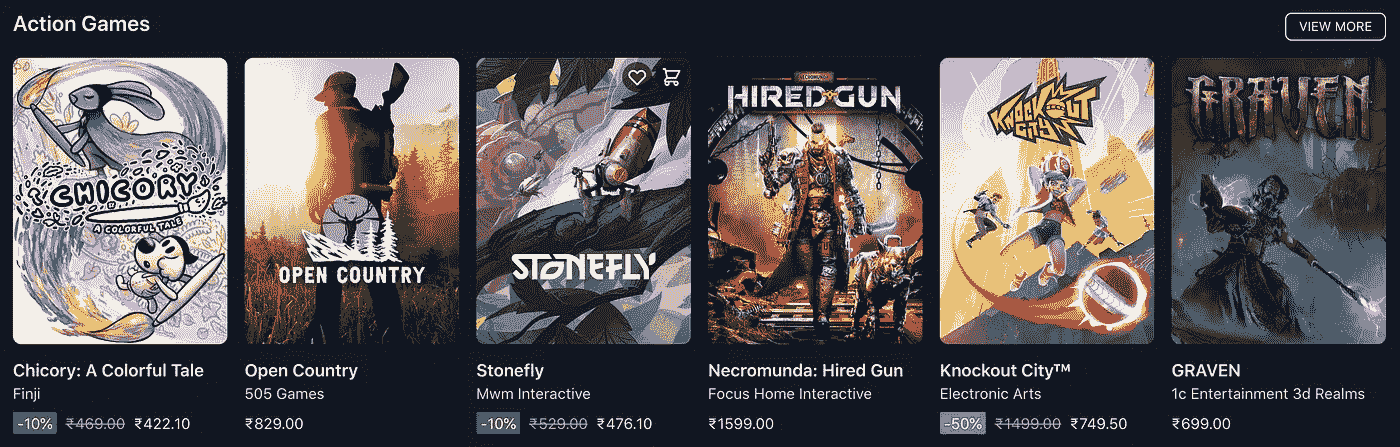 Action Games
VIEW MORE
CHICORY
A COLORFUL TALE
OPEN COUNTRY
STONEFLY
NECROMUNDA
HIRED GUN
KNOCKOUT CITY
GRAVEN
Chicory: A Colorful Tale
Finji
-10% ₹469.00 ₹422.10
Open Country
505 Games
₹829.00
Stonefly
Mwm Interactive
-10% ₹529.00 ₹476.10
Necromunda: Hired Gun
Focus Home Interactive
₹1599.00
Knockout City™
Electronic Arts
-50% ₹1499.00 ₹749.50
GRAVEN
1c Entertainment 3d Realms
₹699.00